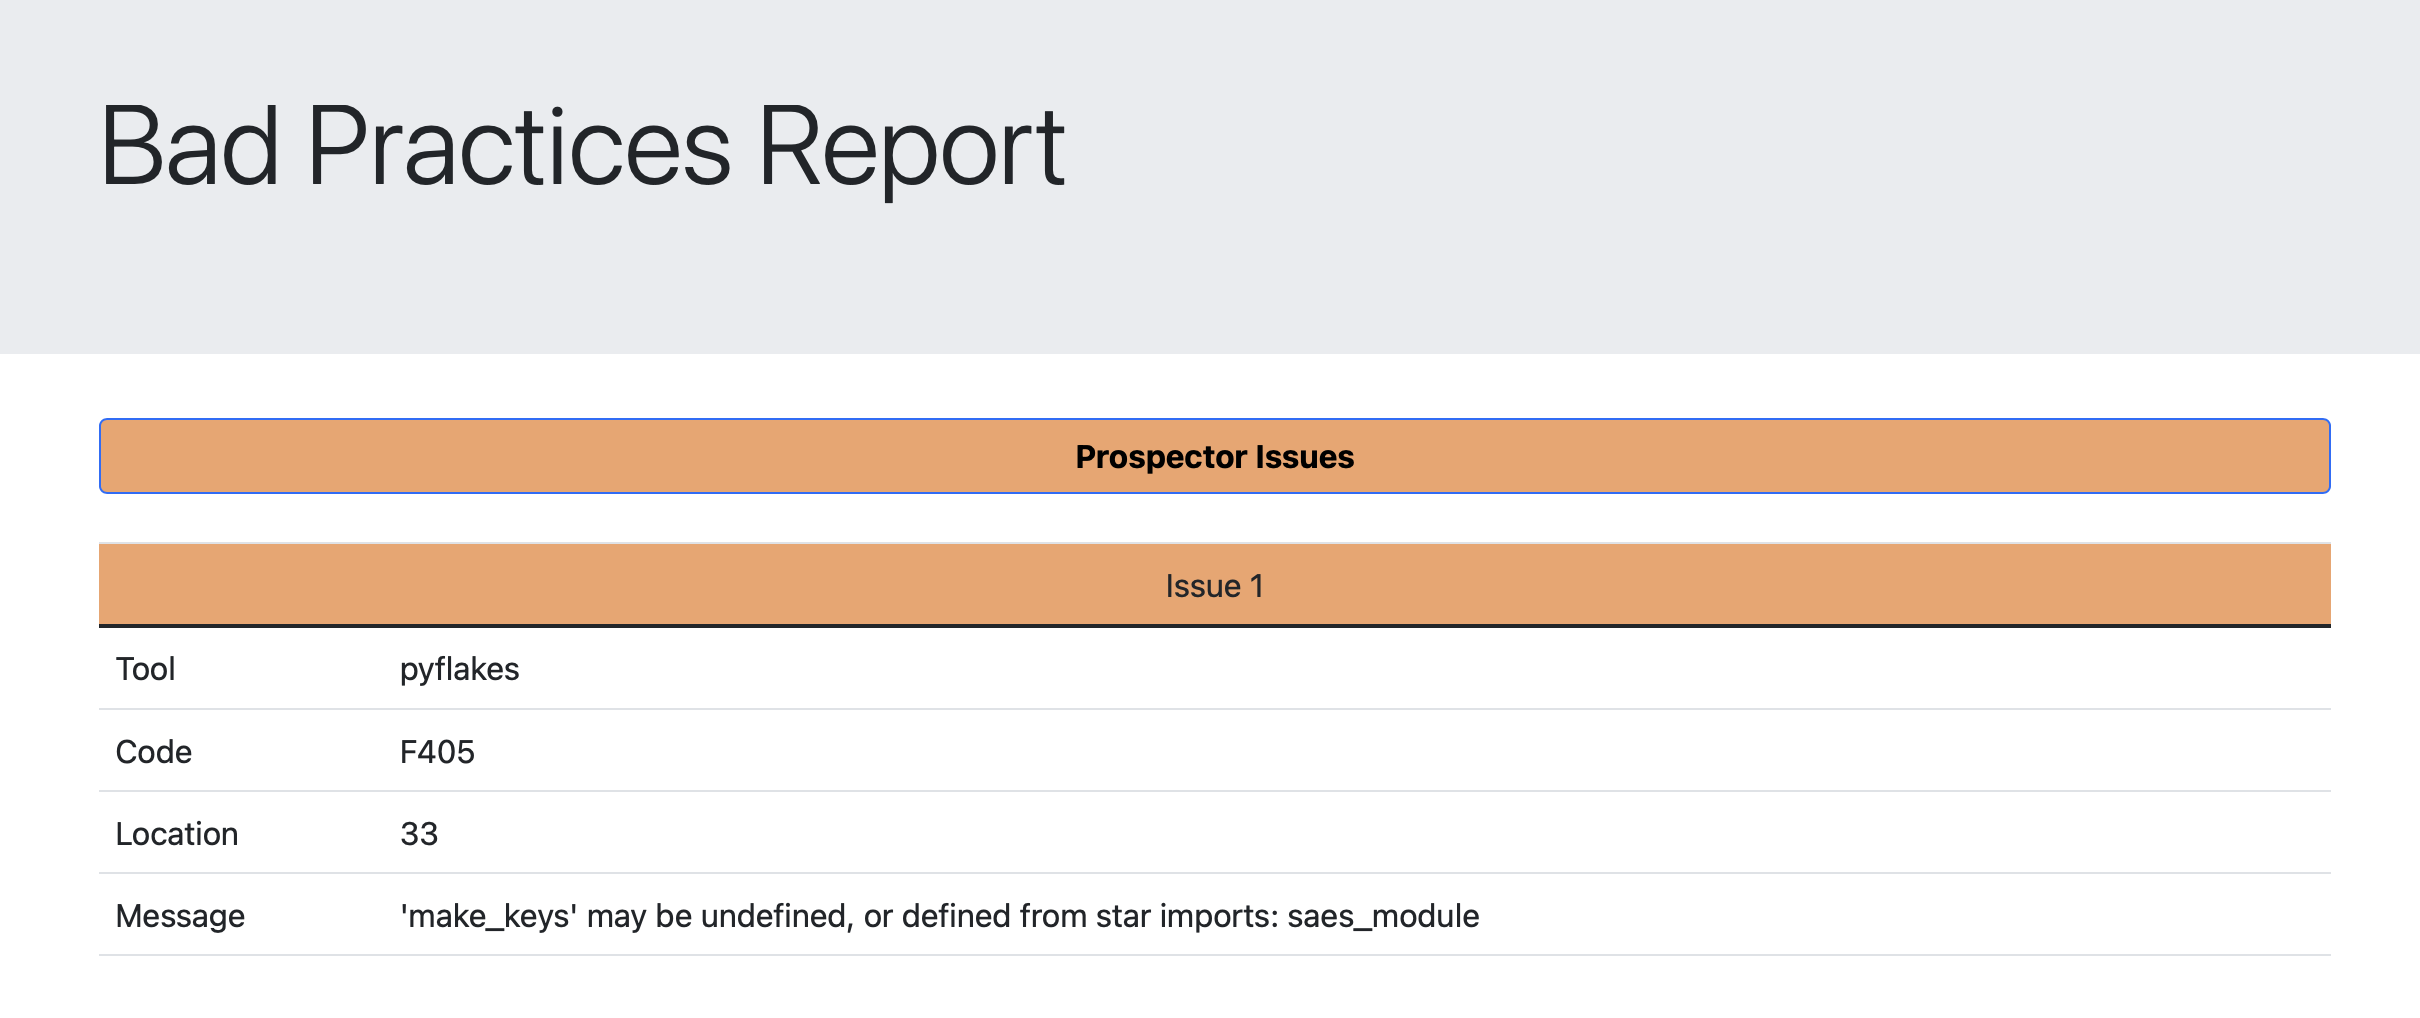 Bad Practices Report
Prospector Issues
Issue 1
Tool pyflakes
Code F405
Location 33
Message 'make_keys' may be undefined, or defined from star imports: saes_module